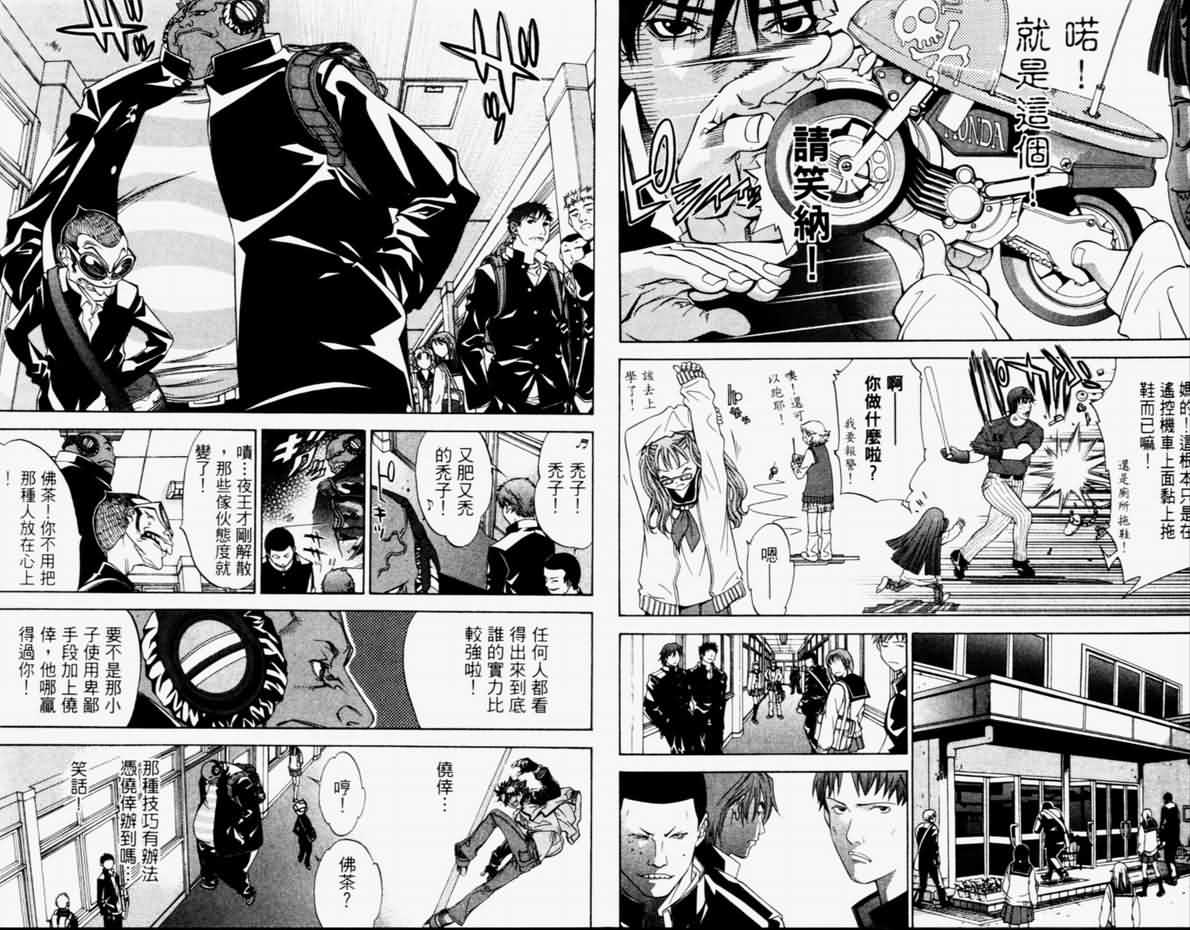 喏！
就是這個！
請笑納！
HONDA
媽的！這根本只是在
遙控機車上面黏上拖
鞋而已嘛！
還是廁所拖鞋！
啊——
你做什麼啦？
我要報警！
噢！還可
以跑耶！
嗯——
該去上
學了！
禿子！
禿子！
又肥又禿
的禿子！
嘖…夜王才剛解散
，那些傢伙態度就
變了！
佛茶！你不用把
那種人放在心上
！
任何人都看
得出來到底
誰的實力比
較強啦！
要不是那小
子使用卑鄙
手段加上僥
倖，他哪贏
得過你！
僥倖…
哼！
佛茶？
那種技巧有辦法
憑僥倖辦到嗎…
笑話！